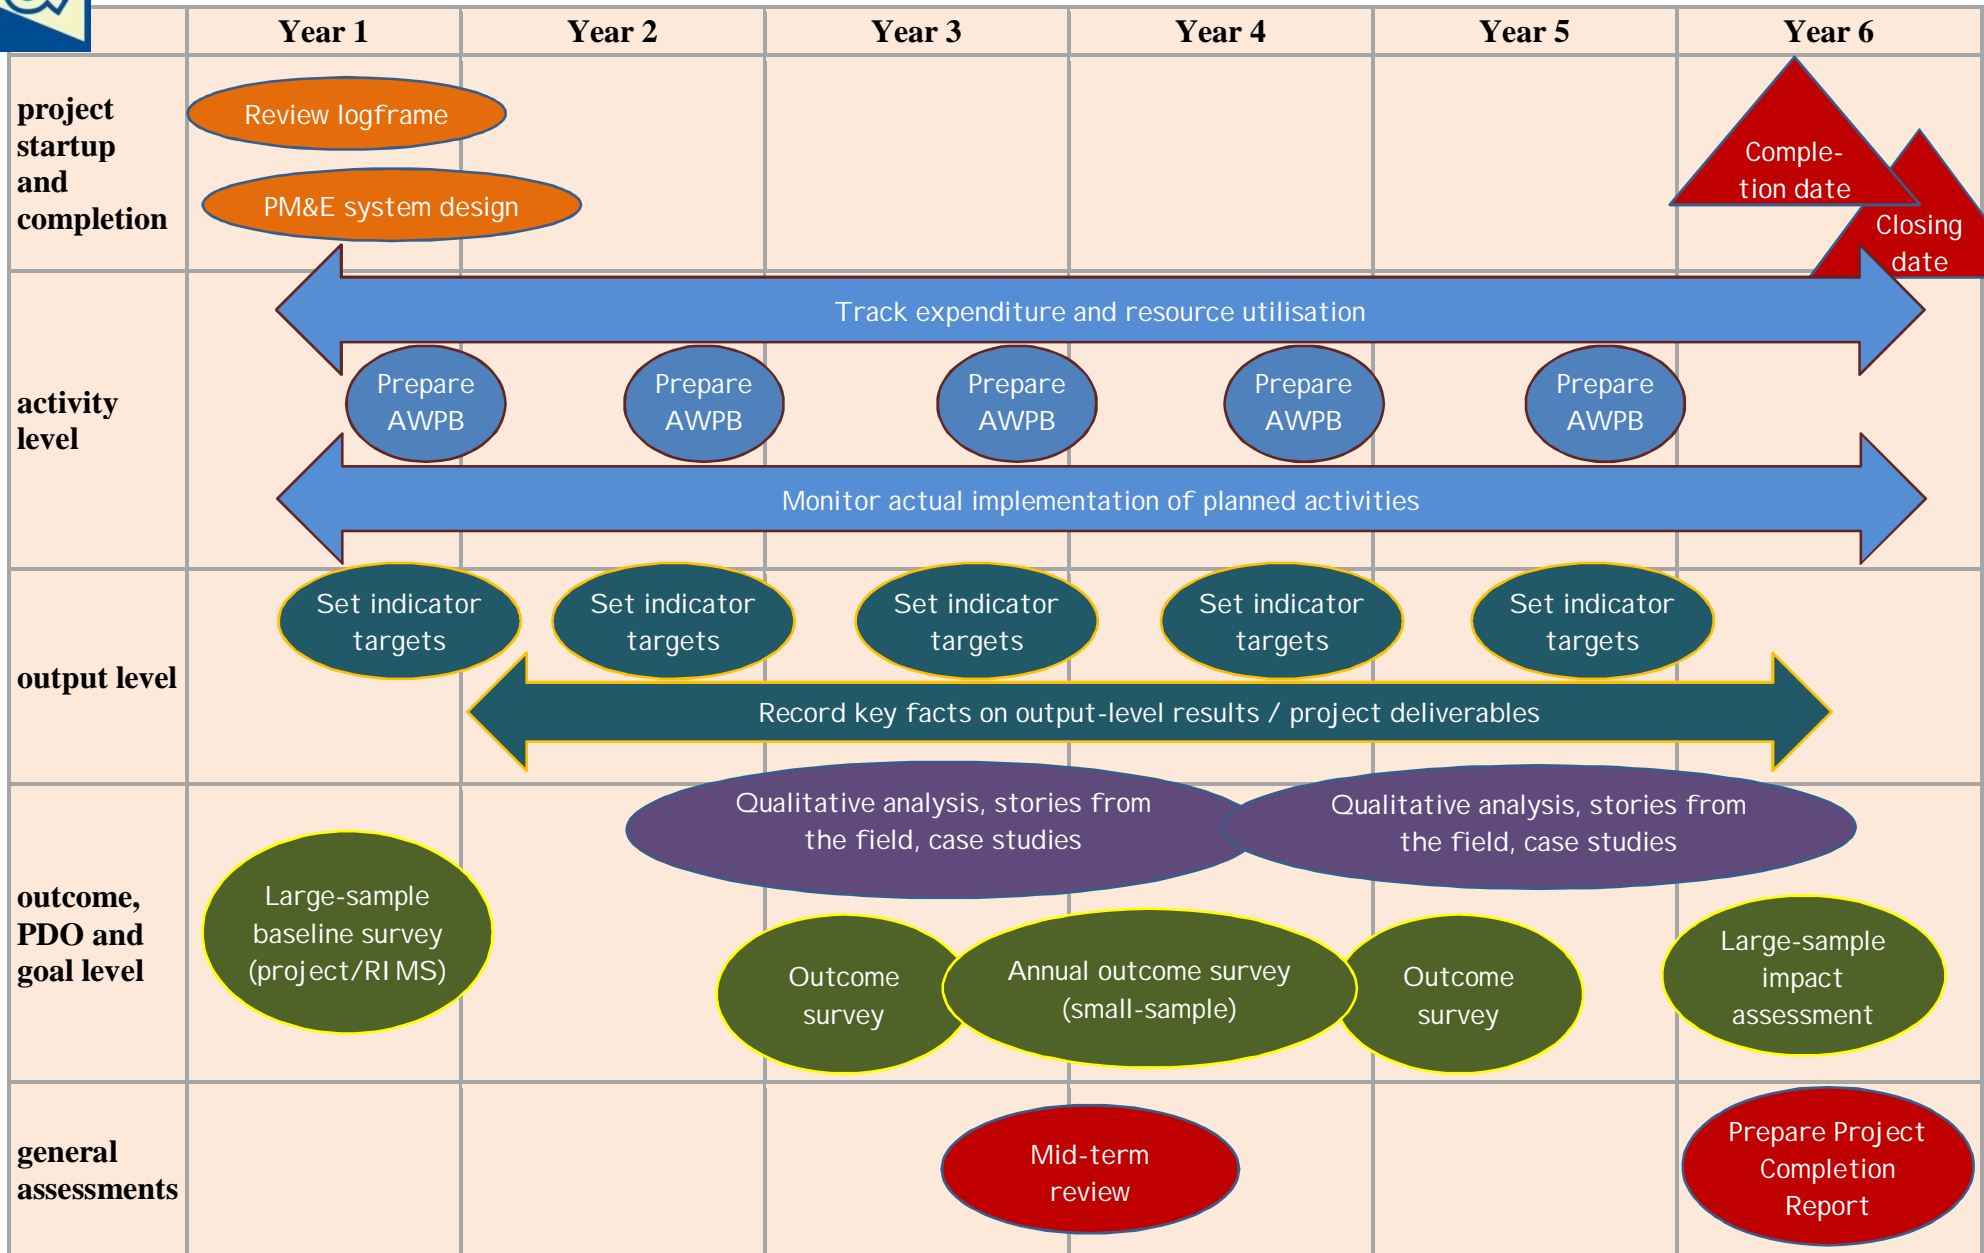 Year 1
Year 2
Year 3
Year 4
Year 5
Year 6
project
startup
and
completion
Review logframe
PM&E system design
Comple-
tion date
Closing
date
activity
level
Track expenditure and resource utilisation
Prepare
AWPB
Prepare
AWPB
Prepare
AWPB
Prepare
AWPB
Prepare
AWPB
Monitor actual implementation of planned activities
output level
Set indicator
targets
Set indicator
targets
Set indicator
targets
Set indicator
targets
Set indicator
targets
Record key facts on output-level results / project deliverables
outcome,
PDO and
goal level
Qualitative analysis, stories from
the field, case studies
Qualitative analysis, stories from
the field, case studies
Large-sample
baseline survey
(project/RIMS)
Outcome
survey
Annual outcome survey
(small-sample)
Outcome
survey
Large-sample
impact
assessment
general
assessments
Mid-term
review
Prepare Project
Completion
Report